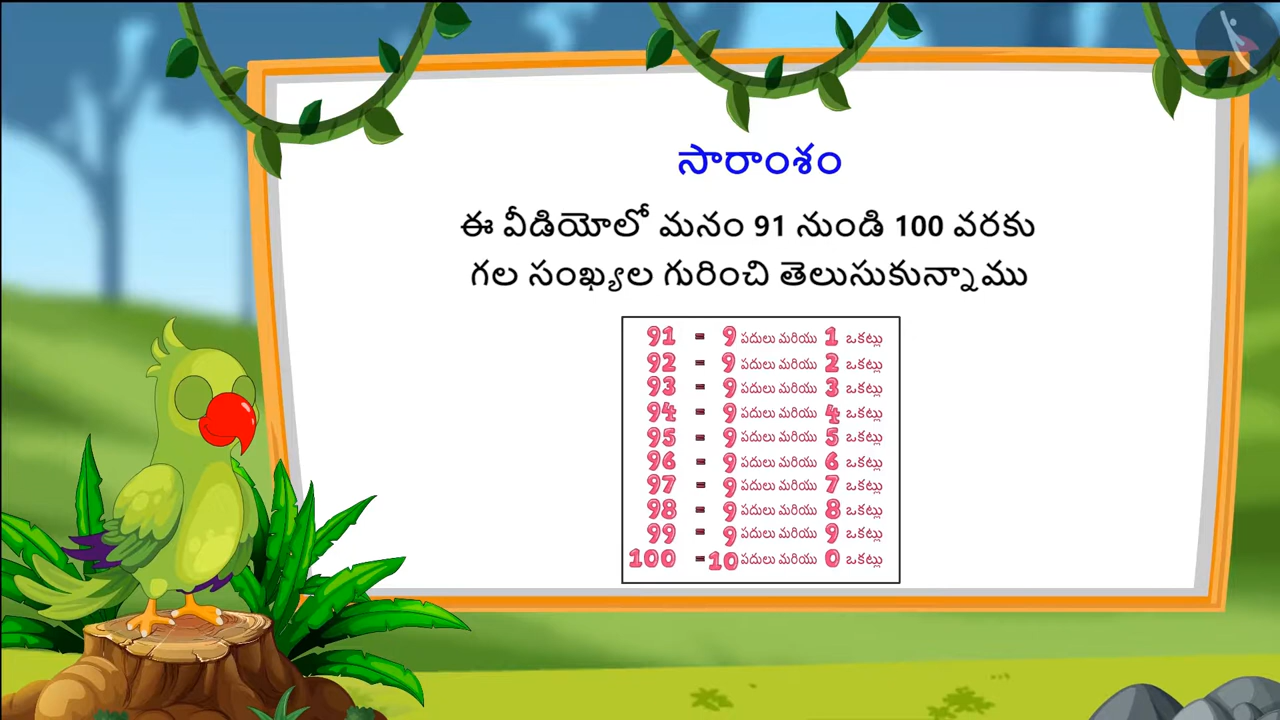 సారాంశం
ఈ వీడియోలో మనం 91 నుండి 100 వరకు
గల సంఖ్యల గురించి తెలుసుకున్నాము
91 = 9 పదులు మరియు 1 ఒకట్లు
92 = 9 పదులు మరియు 2 ఒకట్లు
93 = 9 పదులు మరియు 3 ఒకట్లు
94 = 9 పదులు మరియు 4 ఒకట్లు
95 = 9 పదులు మరియు 5 ఒకట్లు
96 = 9 పదులు మరియు 6 ఒకట్లు
97 = 9 పదులు మరియు 7 ఒకట్లు
98 = 9 పదులు మరియు 8 ఒకట్లు
99 = 9 పదులు మరియు 9 ఒకట్లు
100 = 10 పదులు మరియు 0 ఒకట్లు